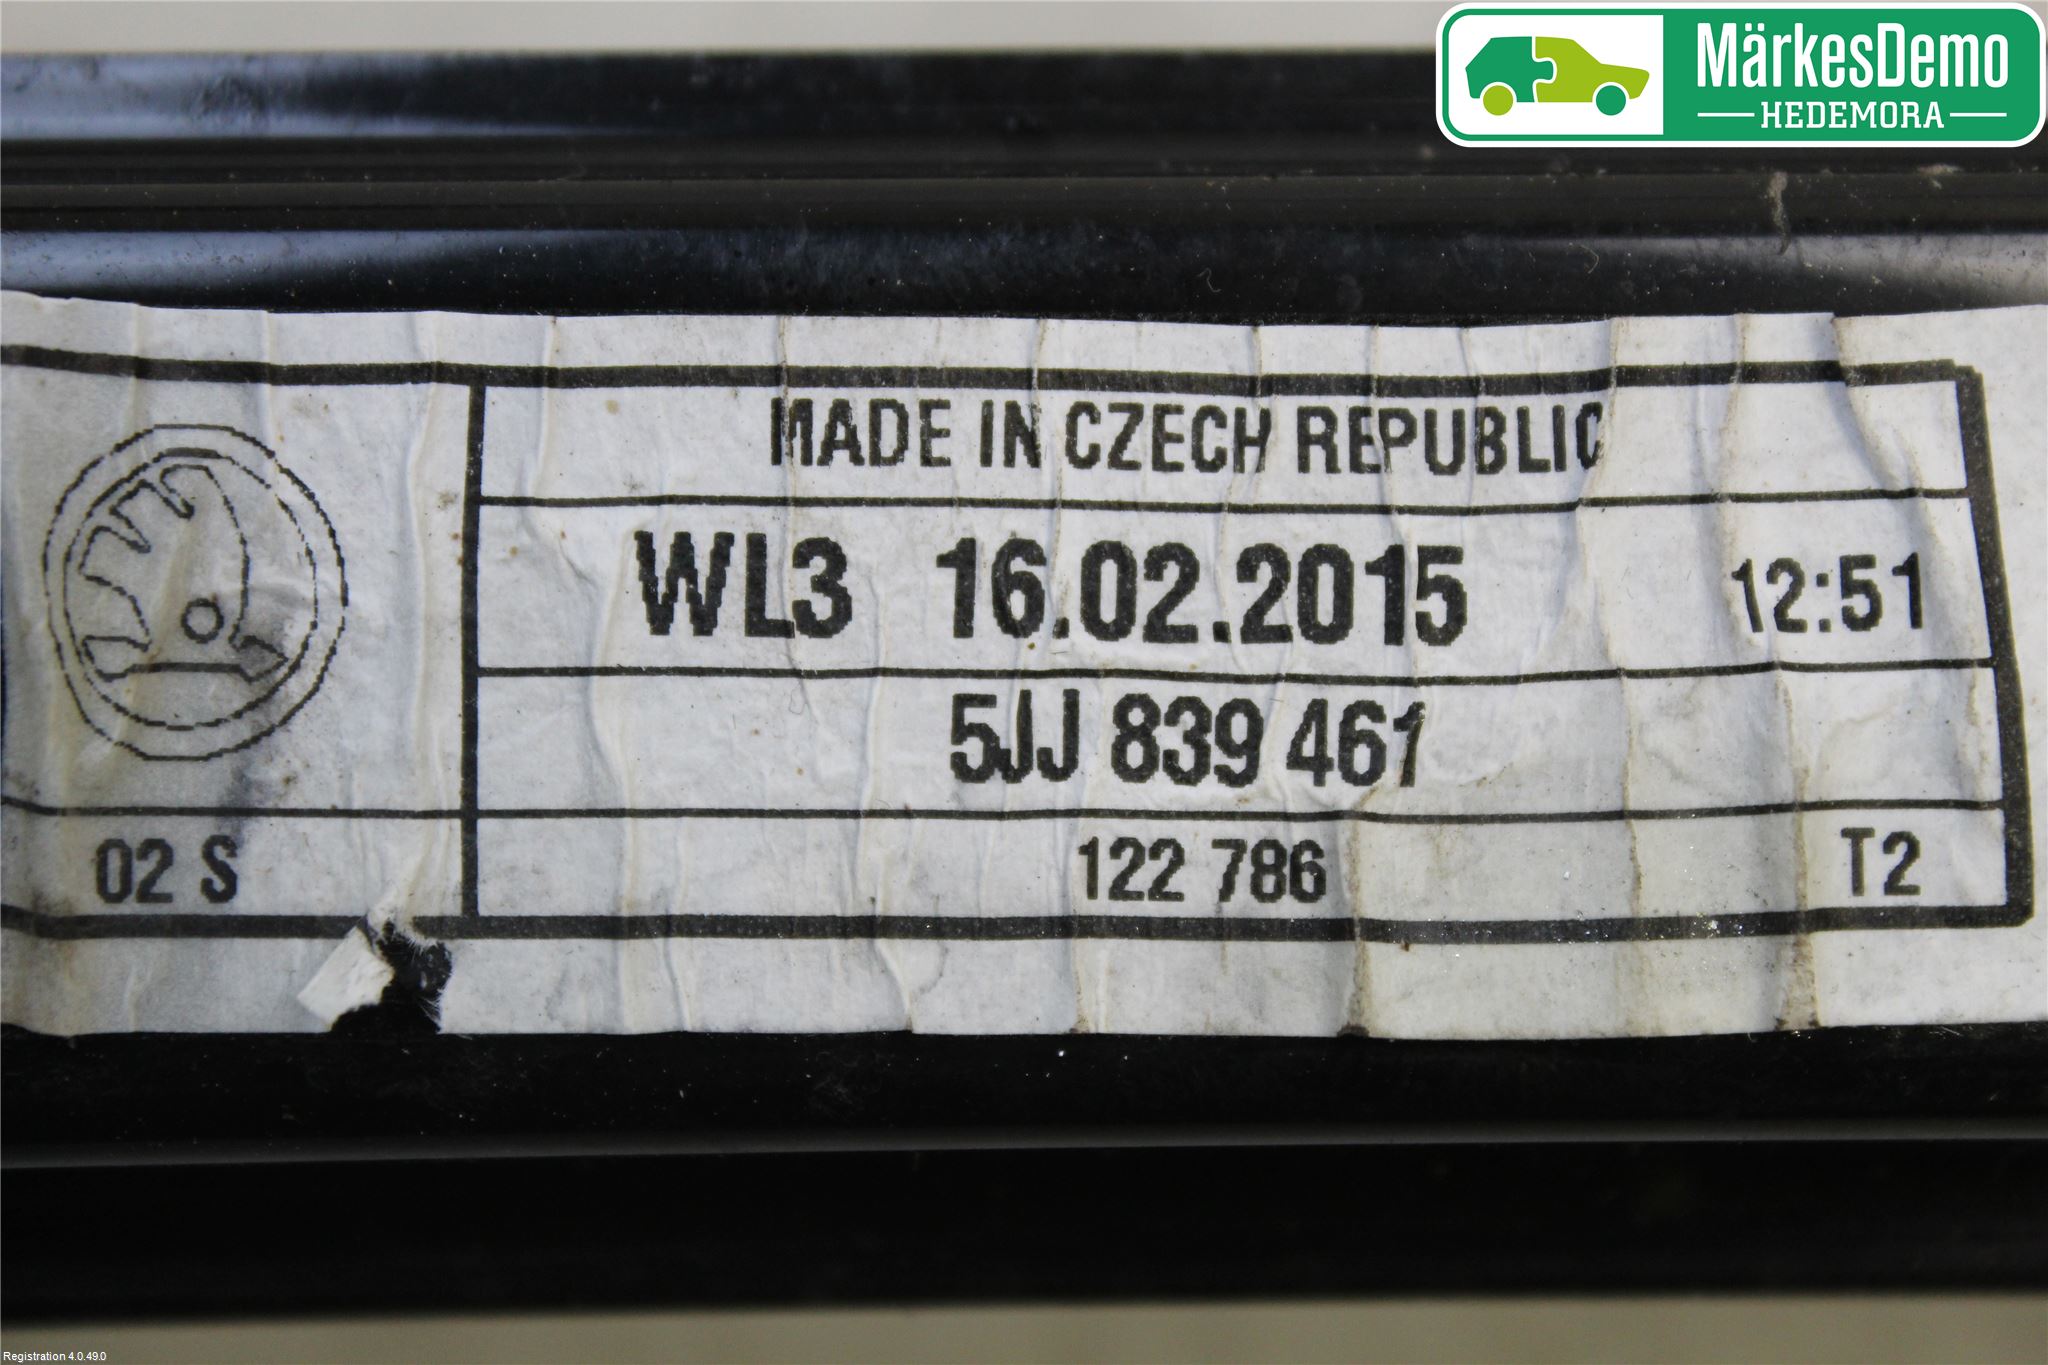 MärkesDemo
HEDEMORA
MADE IN CZECH REPUBLIC
WL3 16.02.2015 12:51
5JJ 839 461
02 S 122 786 T2
Registration 4.0.49.0